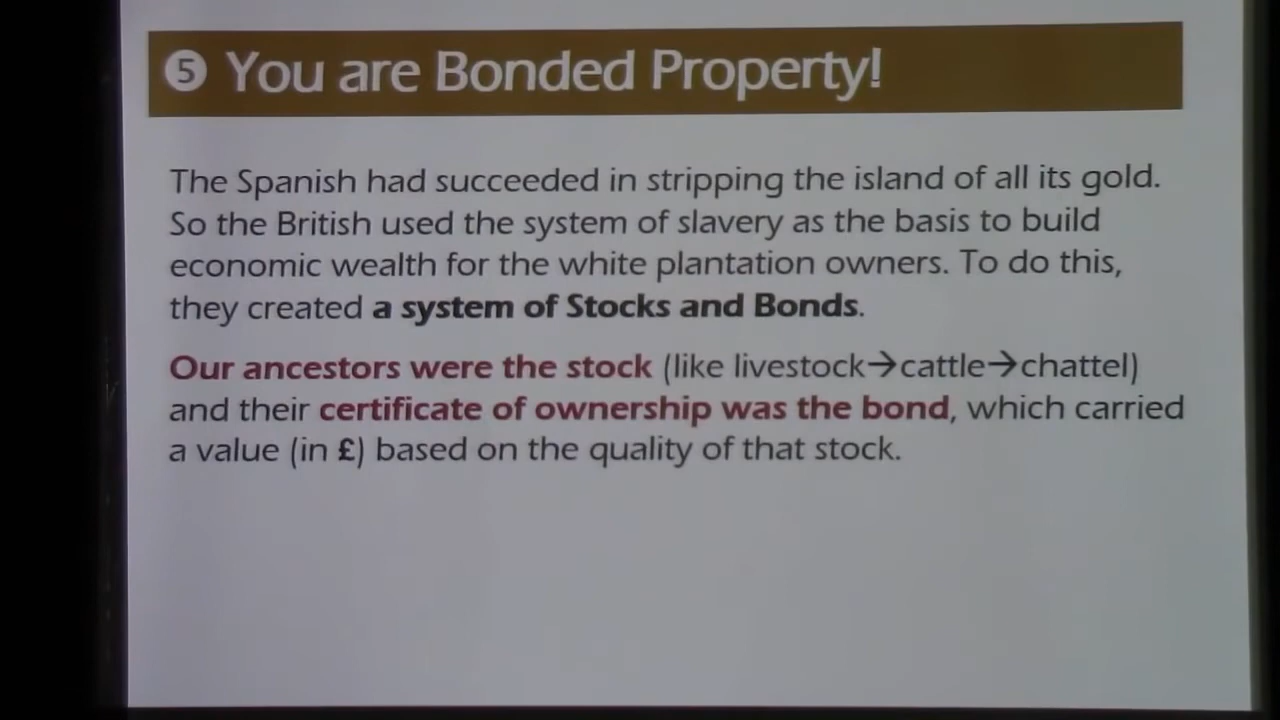 ❺ You are Bonded Property!
The Spanish had succeeded in stripping the island of all its gold.
So the British used the system of slavery as the basis to build
economic wealth for the white plantation owners. To do this,
they created a system of Stocks and Bonds.
Our ancestors were the stock (like livestock→cattle→chattel)
and their certificate of ownership was the bond, which carried
a value (in £) based on the quality of that stock.